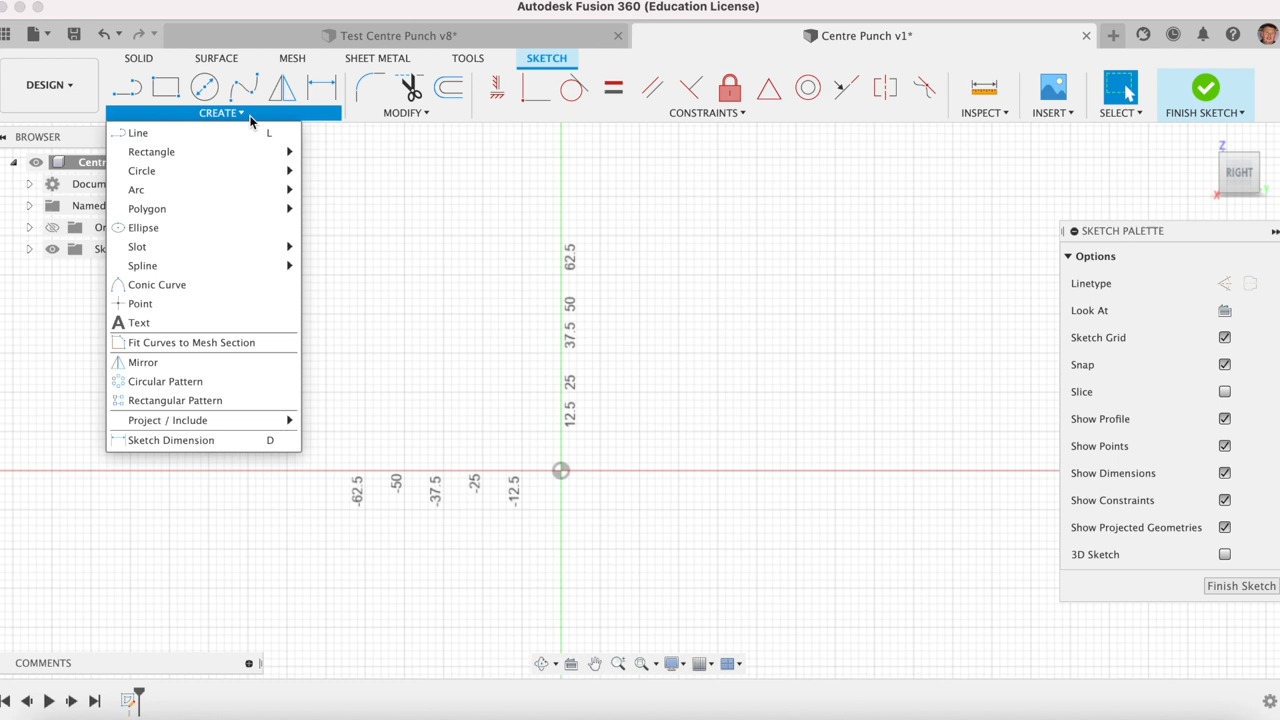 Autodesk Fusion 360 (Education License)
Test Centre Punch v8*
Centre Punch v1*
SOLID
SURFACE
MESH
SHEET METAL
TOOLS
SKETCH
DESIGN
CREATE
MODIFY
CONSTRAINTS
INSPECT
INSERT
SELECT
FINISH SKETCH
BROWSER
Line L
Rectangle
Circle
Arc
Polygon
Ellipse
Slot
Spline
Conic Curve
Point
A Text
Fit Curves to Mesh Section
Mirror
Circular Pattern
Rectangular Pattern
Project / Include
Sketch Dimension D
Centr
Docum
Named
Or
Sk
62.5
50
37.5
25
12.5
-62.5
-50
-37.5
-25
-12.5
Z
RIGHT
X
Y
SKETCH PALETTE
Options
Linetype
Look At
Sketch Grid
Snap
Slice
Show Profile
Show Points
Show Dimensions
Show Constraints
Show Projected Geometries
3D Sketch
Finish Sketch
COMMENTS